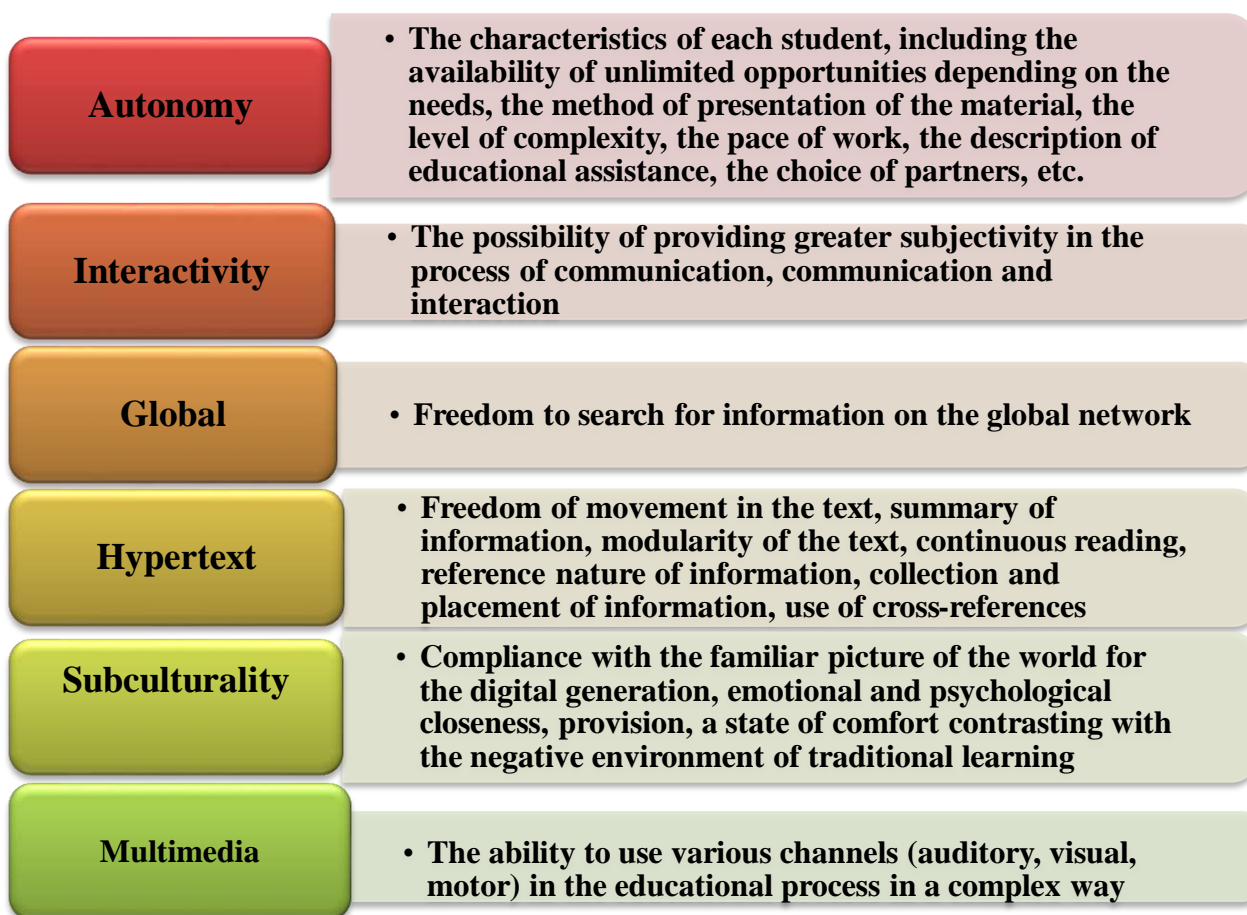 Autonomy
• The characteristics of each student, including the
availability of unlimited opportunities depending on the
needs, the method of presentation of the material, the
level of complexity, the pace of work, the description of
educational assistance, the choice of partners, etc.
Interactivity
• The possibility of providing greater subjectivity in the
process of communication, communication and
interaction
Global
• Freedom to search for information on the global network
Hypertext
• Freedom of movement in the text, summary of
information, modularity of the text, continuous reading,
reference nature of information, collection and
placement of information, use of cross-references
Subculturality
• Compliance with the familiar picture of the world for
the digital generation, emotional and psychological
closeness, provision, a state of comfort contrasting with
the negative environment of traditional learning
Multimedia
• The ability to use various channels (auditory, visual,
motor) in the educational process in a complex way